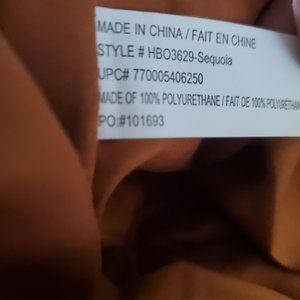 MADE IN CHINA / FAIT EN CHINE
STYLE # HBO3629-Sequoia
UPC# 770005406250
MADE OF 100% POLYURETHANE / FAIT DE 100% POLYURÉTHAN
PO:#101693